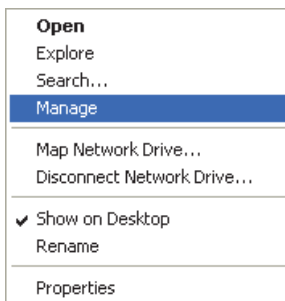 Open
Explore
Search...
Manage
Map Network Drive...
Disconnect Network Drive...
Show on Desktop
Rename
Properties